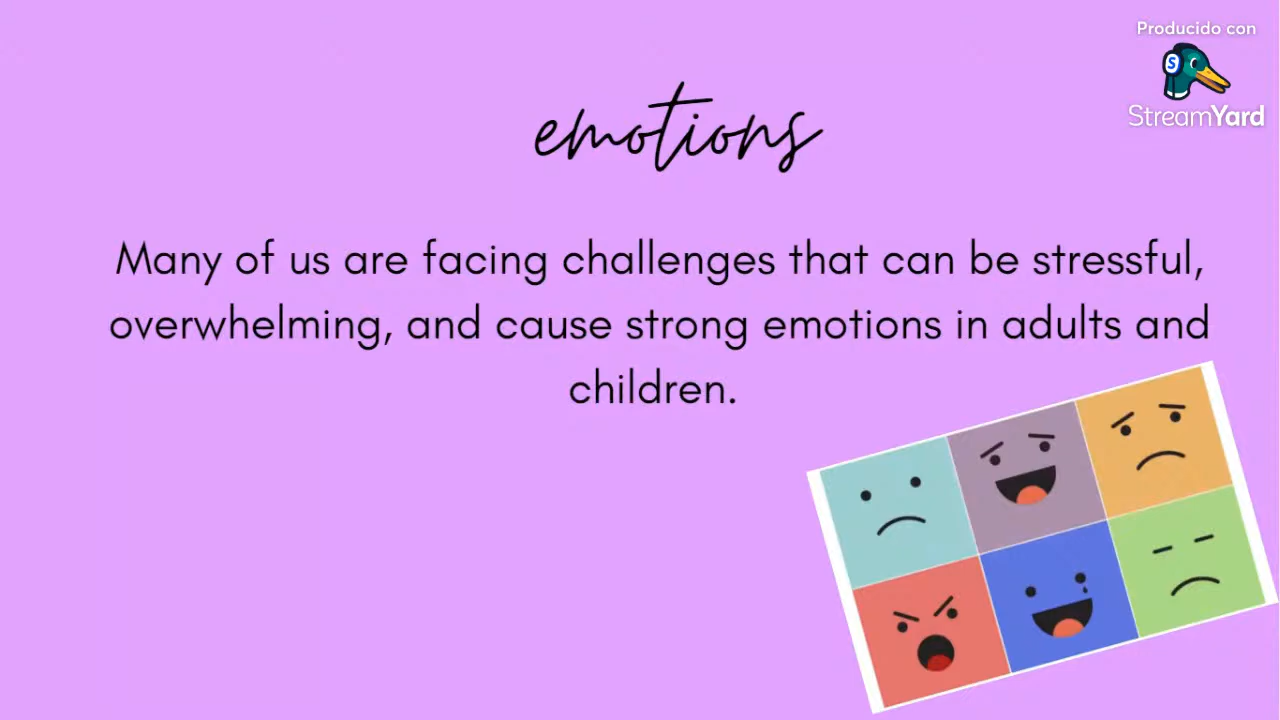 Producido con
S
StreamYard
emotions
Many of us are facing challenges that can be stressful,
overwhelming, and cause strong emotions in adults and
children.